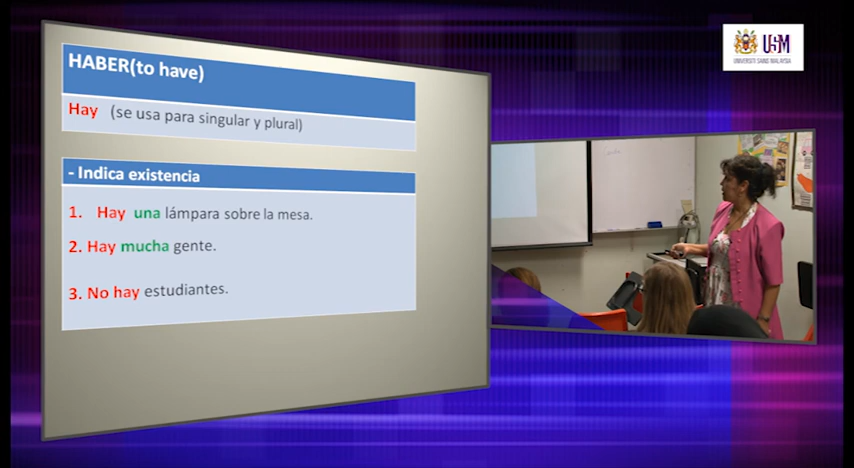 HABER(to have)
Hay (se usa para singular y plural)
- Indica existencia
1. Hay una lámpara sobre la mesa.
2. Hay mucha gente.
3. No hay estudiantes.
USM
UNIVERSITI SAINS MALAYSIA